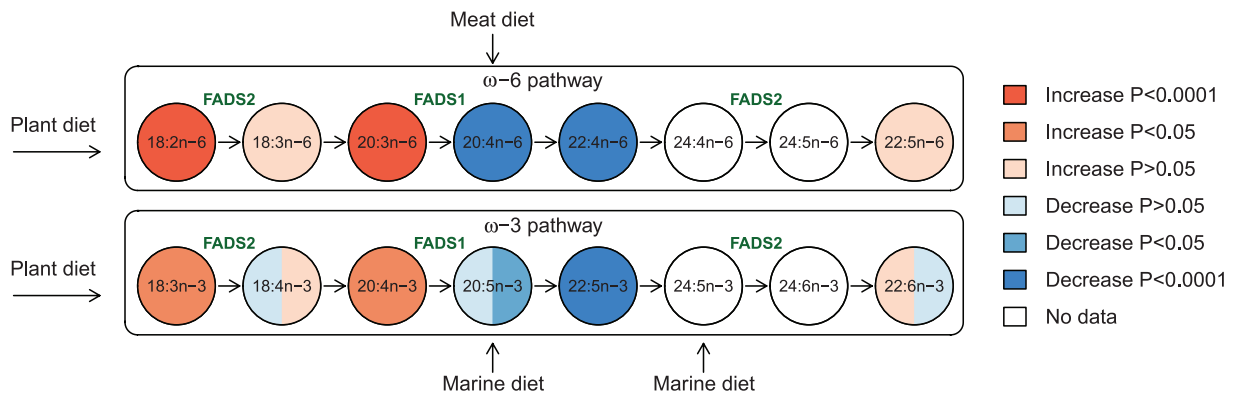 Meat diet
ω−6 pathway
FADS2 FADS1 FADS2
Plant diet
18:2n−6 18:3n−6 20:3n−6 20:4n−6 22:4n−6 24:4n−6 24:5n−6 22:5n−6
ω−3 pathway
FADS2 FADS1 FADS2
Plant diet
18:3n−3 18:4n−3 20:4n−3 20:5n−3 22:5n−3 24:5n−3 24:6n−3 22:6n−3
Marine diet Marine diet
Increase P<0.0001
Increase P<0.05
Increase P>0.05
Decrease P>0.05
Decrease P<0.05
Decrease P<0.0001
No data